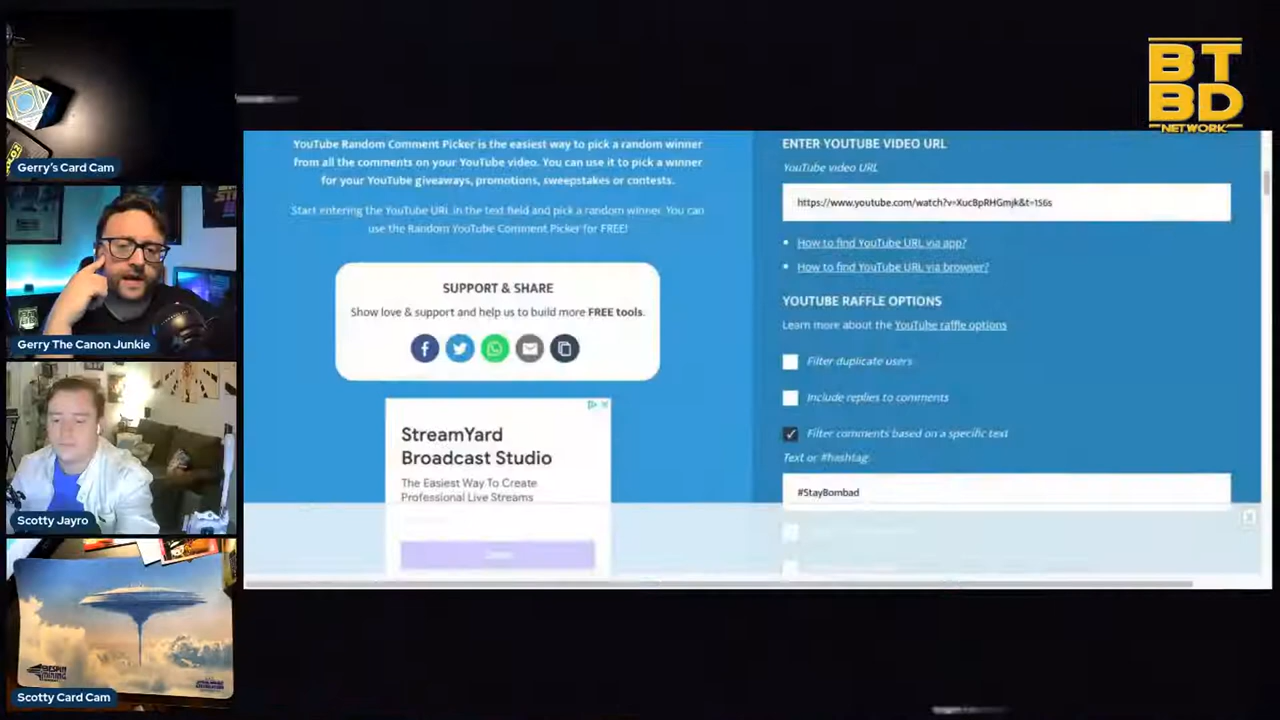 BT
BD
NETWORK
Gerry's Card Cam
Gerry The Canon Junkie
Scotty Jayro
BESPIN
MINING
Scotty Card Cam
YouTube Random Comment Picker is the easiest way to pick a random winner
from all the comments on your YouTube video. You can use it to pick a winner
for your YouTube giveaways, promotions, sweepstakes or contests.
Start entering the YouTube URL in the text field and pick a random winner. You can
use the Random YouTube Comment Picker for FREE!
SUPPORT & SHARE
Show love & support and help us to build more FREE tools.
StreamYard
Broadcast Studio
The Easiest Way To Create
Professional Live Streams
ENTER YOUTUBE VIDEO URL
YouTube video URL
https://www.youtube.com/watch?v=XucBpRHGmjk&t=156s
How to find YouTube URL via app?
How to find YouTube URL via browser?
YOUTUBE RAFFLE OPTIONS
Learn more about the YouTube raffle options
Filter duplicate users
Include replies to comments
Filter comments based on a specific text
Text or #hashtag
#StayBombad